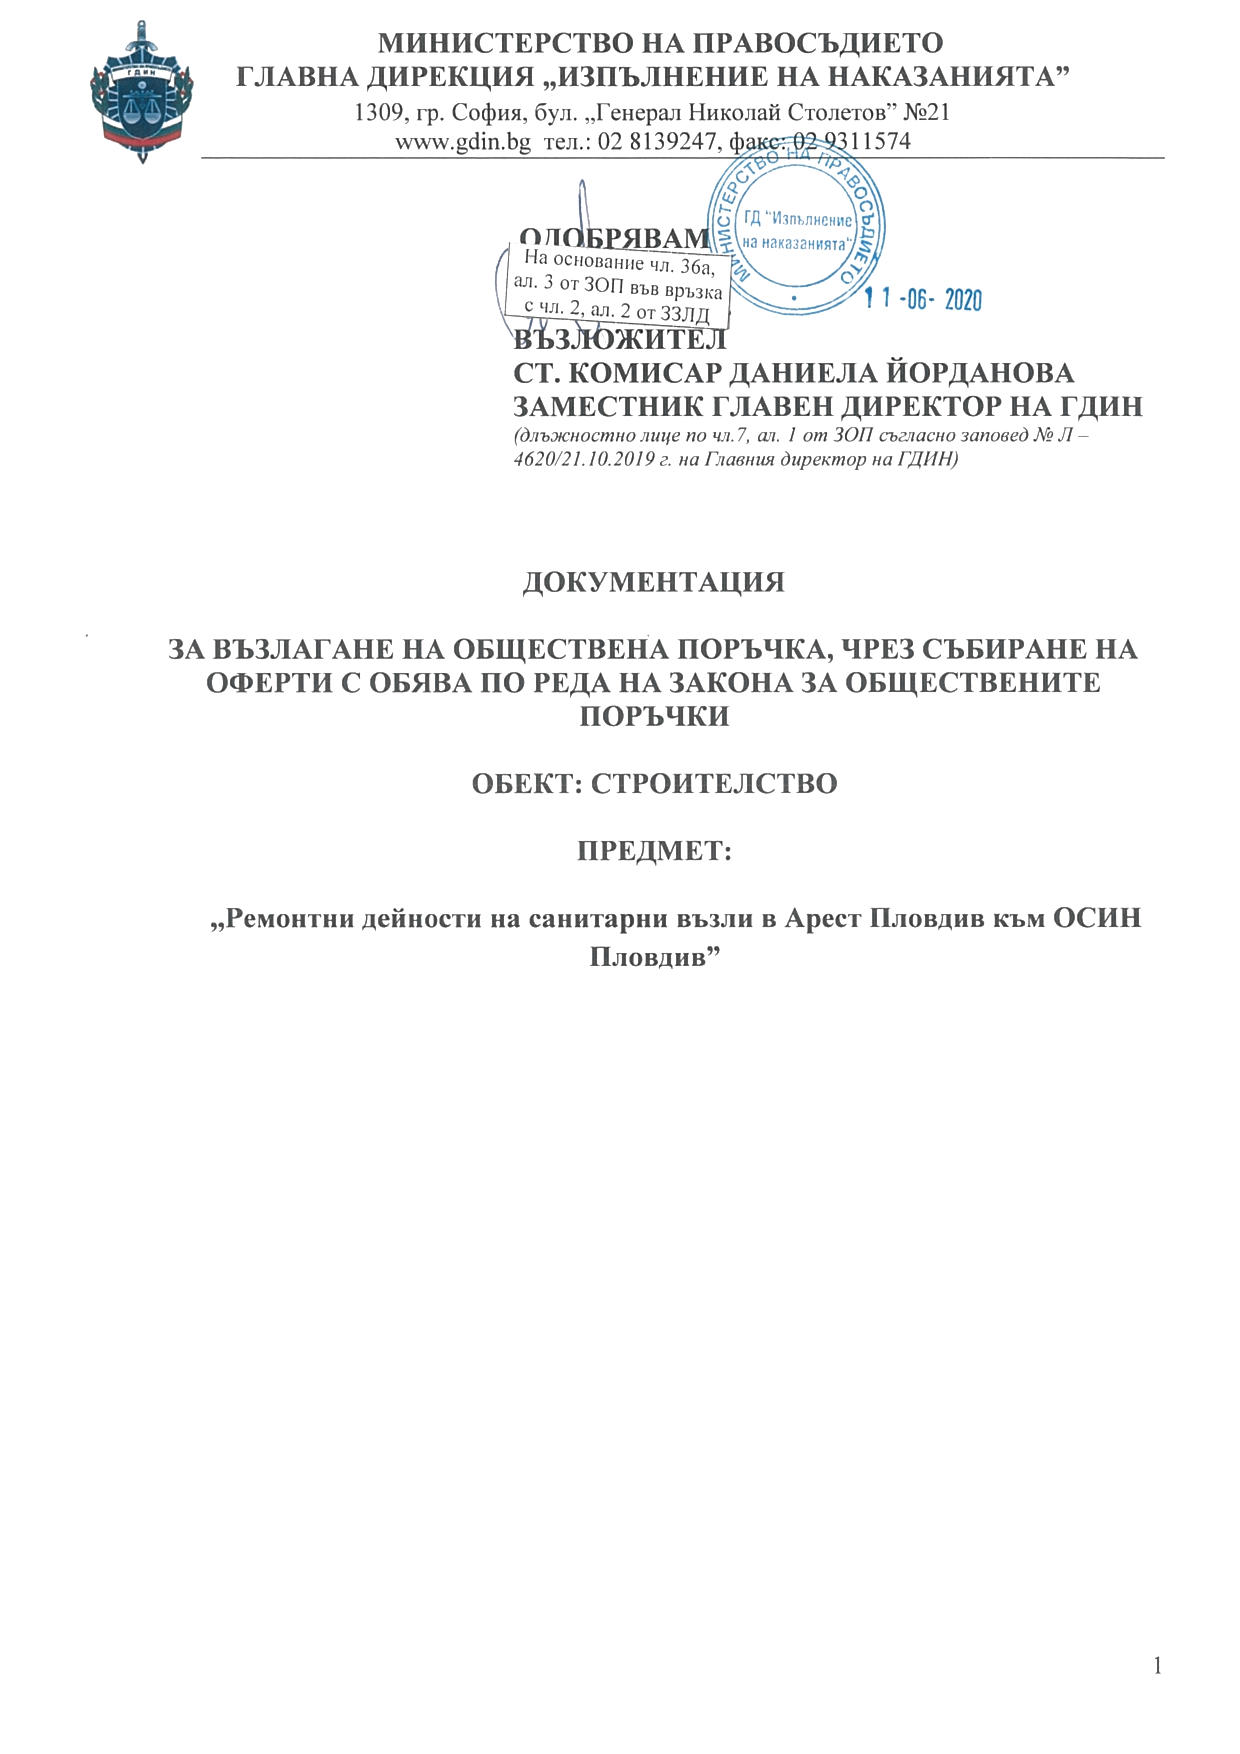 МИНИСТЕРСТВО НА ПРАВОСЪДИЕТО
ГЛАВНА ДИРЕКЦИЯ „ИЗПЪЛНЕНИЕ НА НАКАЗАНИЯТА”
1309, гр. София, бул. „Генерал Николай Столетов” №21
www.gdin.bg тел.: 02 8139247, факс: 02 9311574
ГДИН
МИНИСТЕРСТВО НА ПРАВОСЪДИЕТО
ГД "Изпълнение
на наказанията"
ОДОБРЯВАМ
На основание чл. 36а,
ал. 3 от ЗОП във връзка
с чл. 2, ал. 2 от ЗЗЛД
11 -06- 2020
ВЪЗЛОЖИТЕЛ
СТ. КОМИСАР ДАНИЕЛА ЙОРДАНОВА
ЗАМЕСТНИК ГЛАВЕН ДИРЕКТОР НА ГДИН
(длъжностно лице по чл.7, ал. 1 от ЗОП съгласно заповед № Л –
4620/21.10.2019 г. на Главния директор на ГДИН)
ДОКУМЕНТАЦИЯ
ЗА ВЪЗЛАГАНЕ НА ОБЩЕСТВЕНА ПОРЪЧКА, ЧРЕЗ СЪБИРАНЕ НА
ОФЕРТИ С ОБЯВА ПО РЕДА НА ЗАКОНА ЗА ОБЩЕСТВЕНИТЕ
ПОРЪЧКИ
ОБЕКТ: СТРОИТЕЛСТВО
ПРЕДМЕТ:
„Ремонтни дейности на санитарни възли в Арест Пловдив към ОСИН
Пловдив”
1